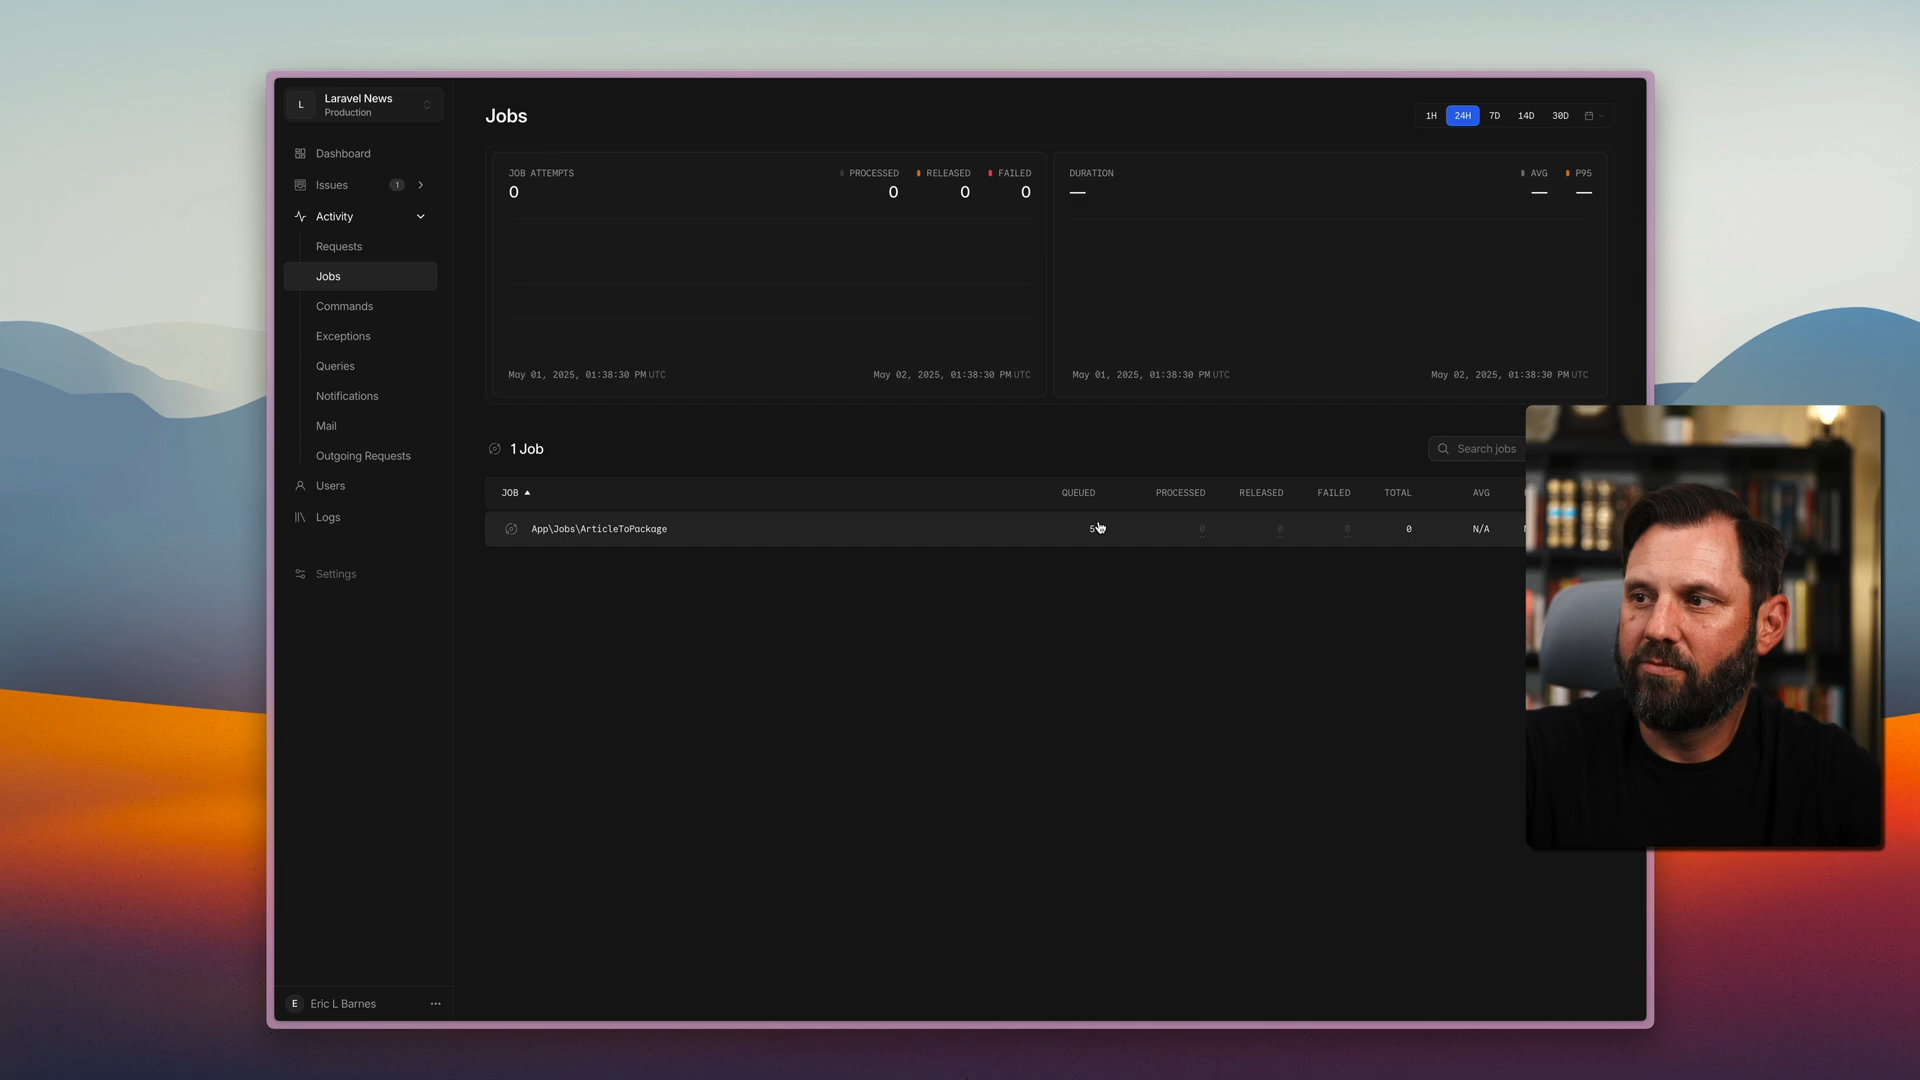 L
Laravel News
Production
Dashboard
Issues
1
Activity
Requests
Jobs
Commands
Exceptions
Queries
Notifications
Mail
Outgoing Requests
Users
Logs
Settings
E Eric L Barnes
Jobs
1H 24H 7D 14D 30D
JOB ATTEMPTS PROCESSED RELEASED FAILED
0 0 0 0
May 01, 2025, 01:38:30 PM UTC May 02, 2025, 01:38:30 PM UTC
DURATION AVG P95
— — —
May 01, 2025, 01:38:30 PM UTC May 02, 2025, 01:38:30 PM UTC
1 Job
Search jobs
JOB QUEUED PROCESSED RELEASED FAILED TOTAL AVG
App\Jobs\ArticleToPackage 0 0 0 0 N/A